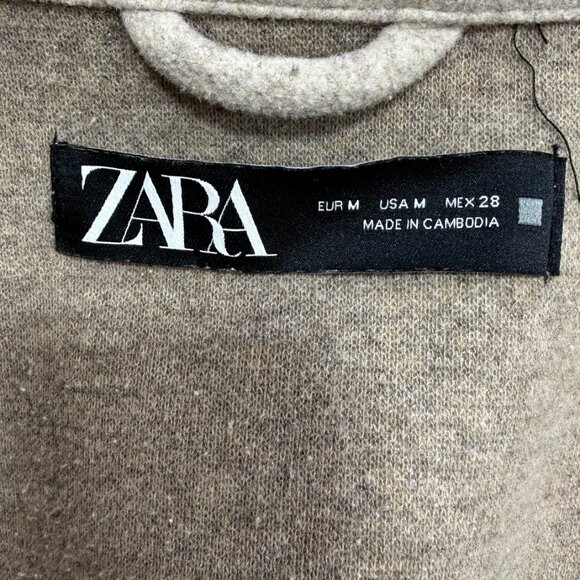 ZARA
EUR M USA M MEX 28
MADE IN CAMBODIA